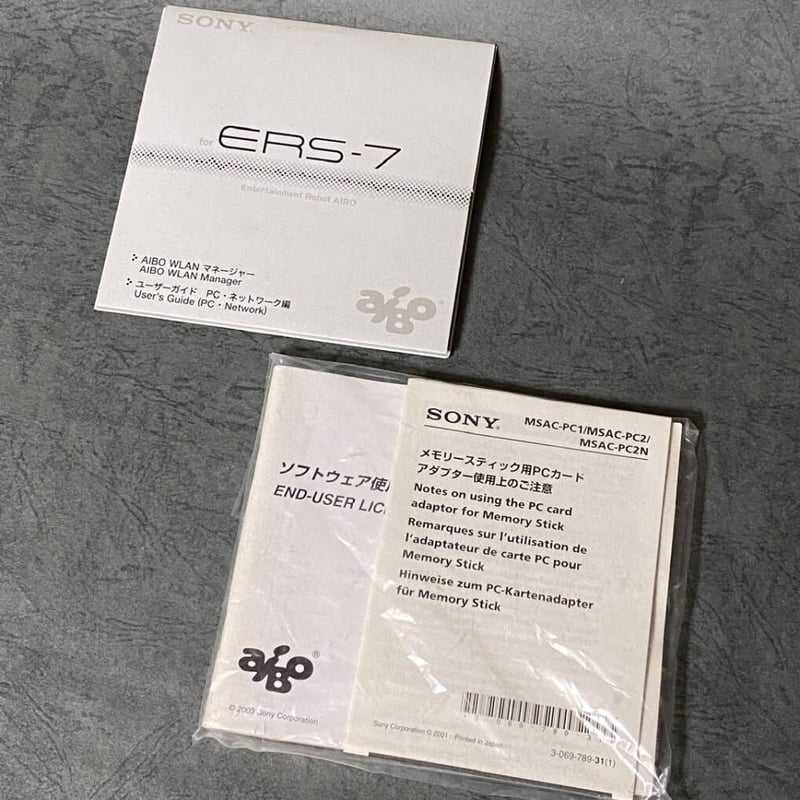 SONY
for ERS-7
Entertainment Robot AIBO
AIBO WLAN マネージャー
AIBO WLAN Manager
ユーザーガイド PC・ネットワーク編
User's Guide (PC・Network)
aiBo
ソフトウェア使
END-USER LIC
aiBo®
© 2003 Sony Corporation
SONY®
MSAC-PC1/MSAC-PC2/
MSAC-PC2N
メモリースティック用PCカード
アダプター使用上のご注意
Notes on using the PC card
adaptor for Memory Stick
Remarques sur l'utilisation de
l'adaptateur de carte PC pour
Memory Stick
Hinweise zum PC-Kartenadapter
für Memory Stick
Sony Corporation © 2001 Printed in Japan
3-069-789-31(1)